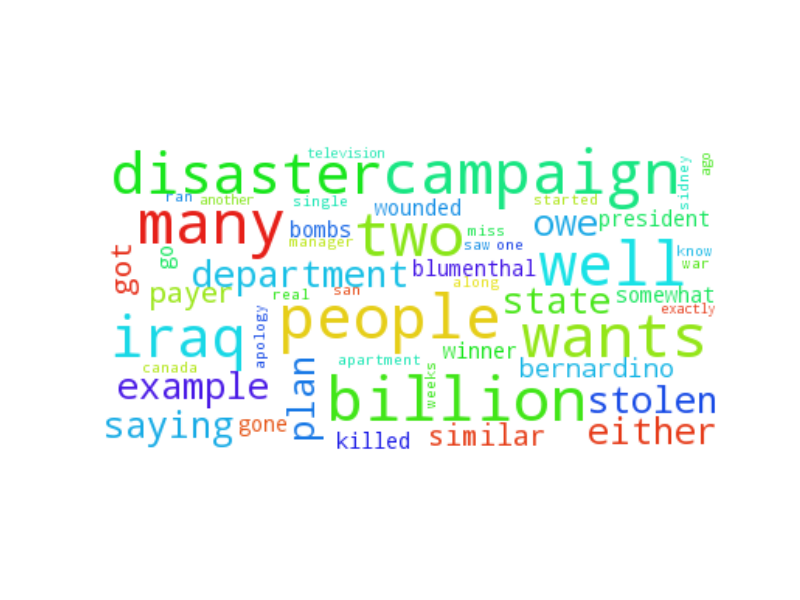 television
disaster campaign
sidney
ago
ran another single wounded started
many two owe president
bombs miss
manager saw one well know
got go department blumenthal war
payer real san along state somewhat
iraq apology people wants exactly
canada apartment winner
example plan weeks bernardino
billion stolen
saying gone killed similar either